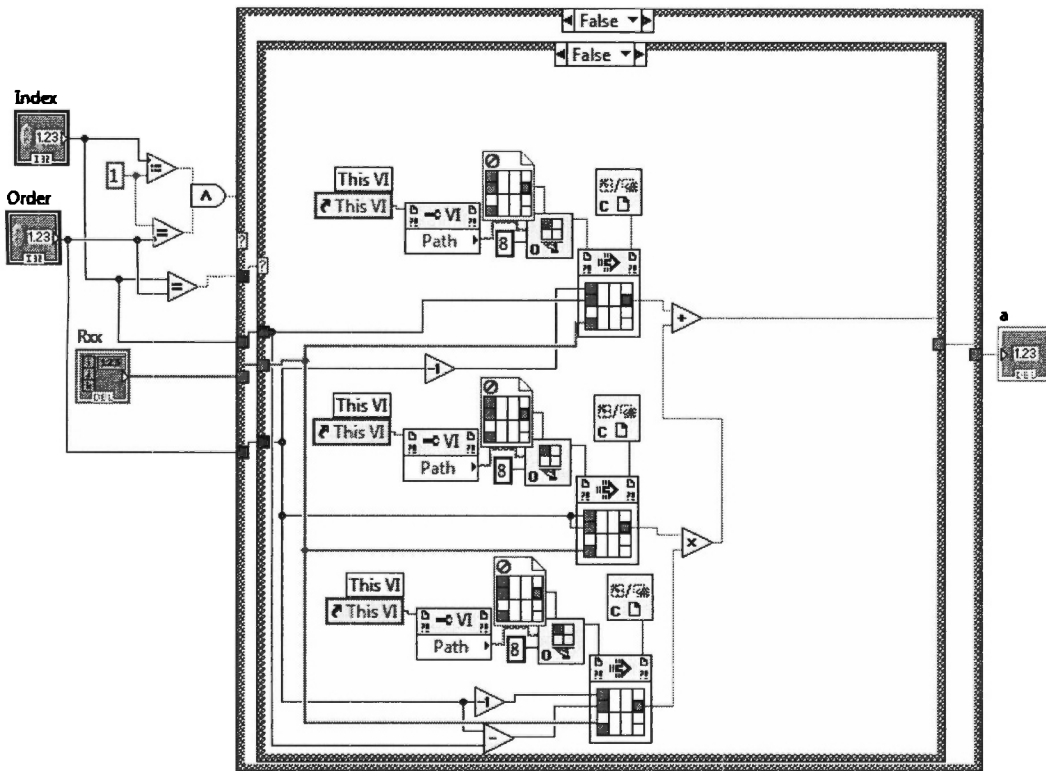 False
False
Index
1.23
I32
1
Order
1.23
I32
Rxx
1.23
DBL
This VI
This VI
VI
Path
8
0
C
This VI
This VI
VI
Path
8
0
C
This VI
This VI
VI
Path
8
0
C
a
1.23
DBL